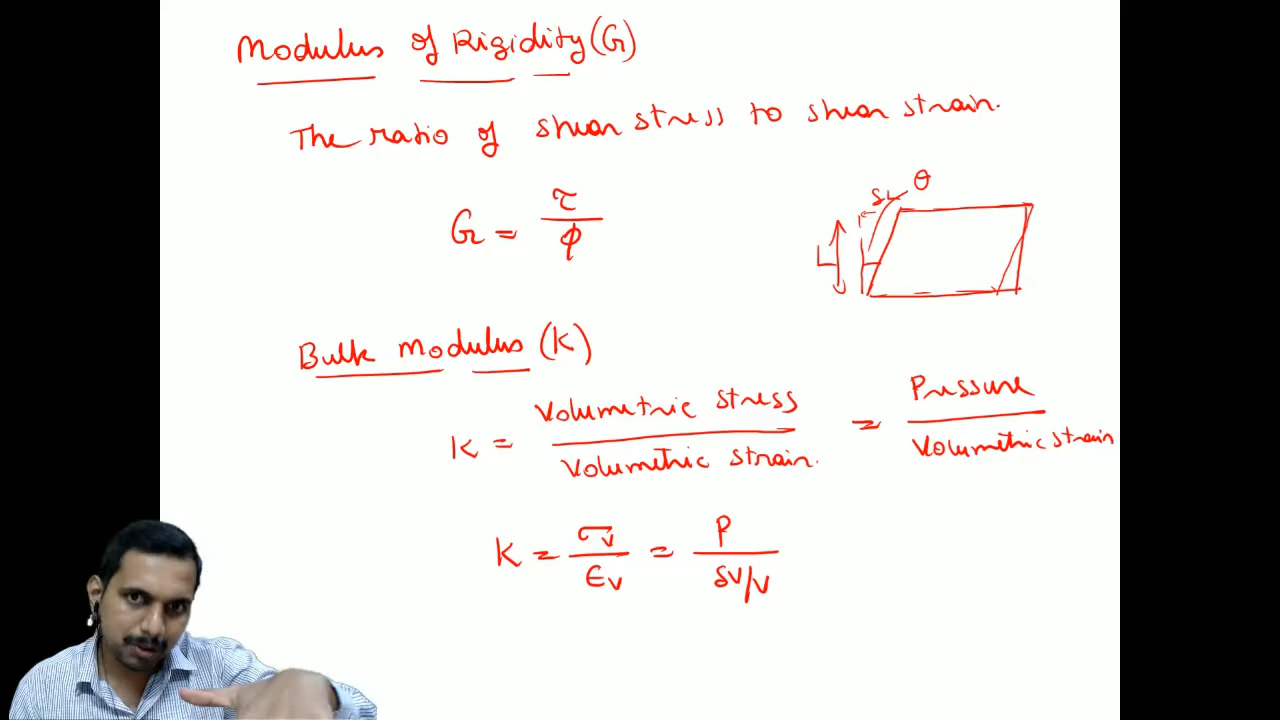 Modulus of Rigidity (G)
The ratio of shear stress to shear strain.
G = τ/ϕ
δL θ
L
Bulk Modulus (K)
K = Volumetric stress / Volumetric strain. = Pressure / Volumetric strain
K = σv/ϵv = P / δV/V